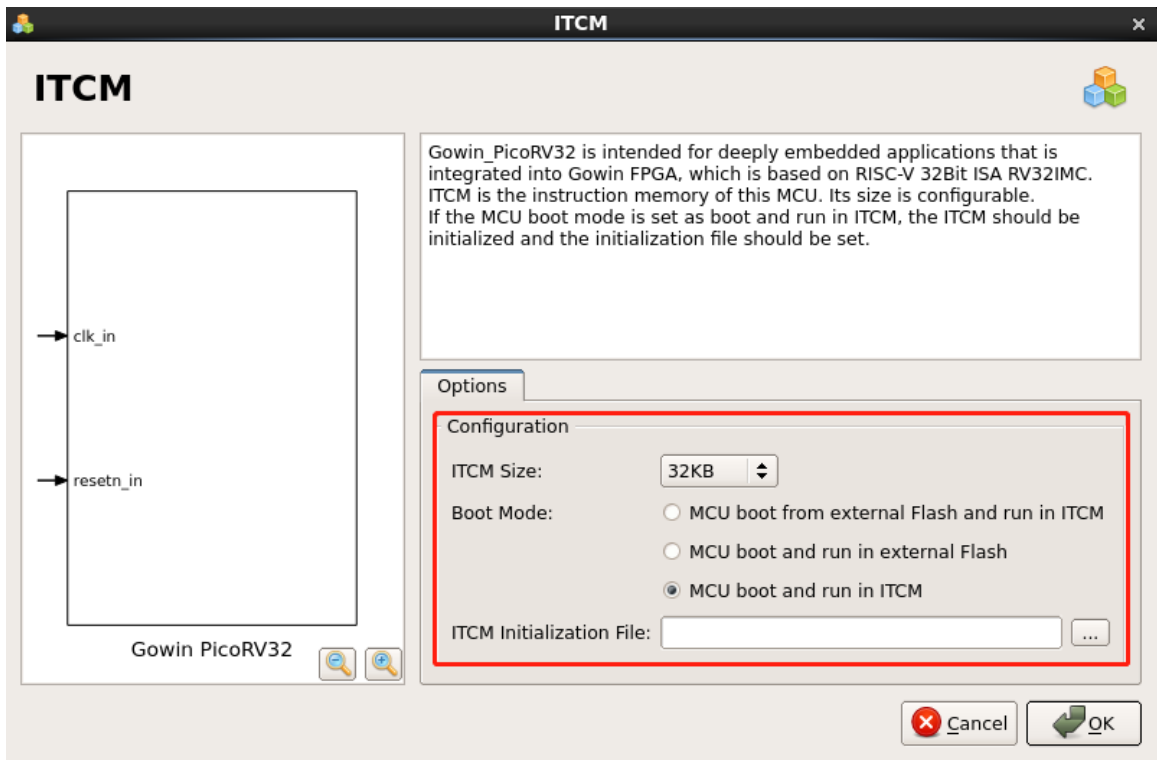 ITCM
ITCM
clk_in
resetn_in
Gowin PicoRV32
Gowin_PicoRV32 is intended for deeply embedded applications that is
integrated into Gowin FPGA, which is based on RISC-V 32Bit ISA RV32IMC.
ITCM is the instruction memory of this MCU. Its size is configurable.
If the MCU boot mode is set as boot and run in ITCM, the ITCM should be
initialized and the initialization file should be set.
Options
Configuration
ITCM Size: 32KB
Boot Mode: MCU boot from external Flash and run in ITCM
MCU boot and run in external Flash
MCU boot and run in ITCM
ITCM Initialization File: ...
Cancel OK